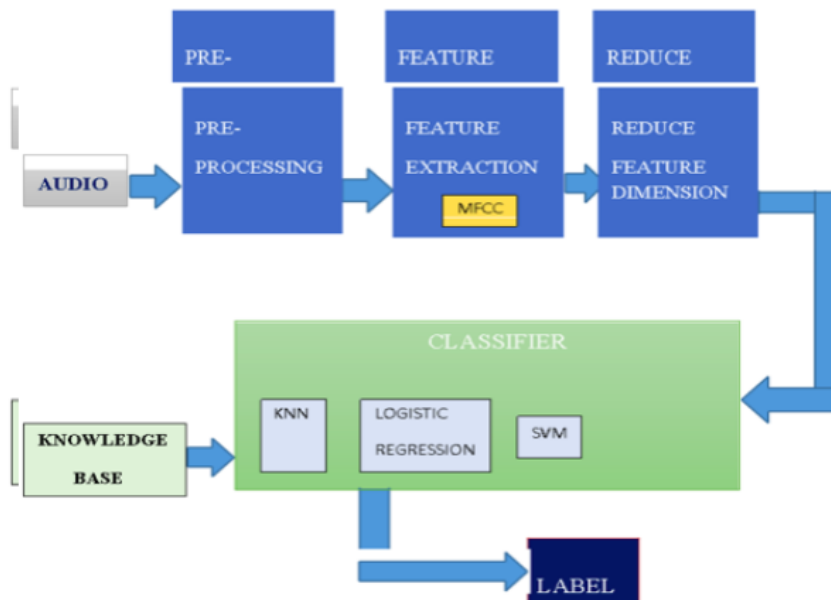 PRE-
FEATURE
REDUCE
PRE-
PROCESSING
FEATURE
EXTRACTION
MFCC
REDUCE
FEATURE
DIMENSION
AUDIO
CLASSIFIER
KNN
LOGISTIC
REGRESSION
SVM
KNOWLEDGE
BASE
LABEL